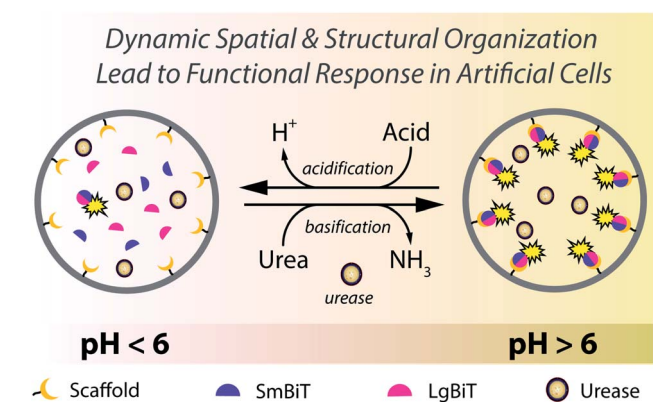 Dynamic Spatial & Structural Organization
Lead to Functional Response in Artificial Cells
H+ Acid
acidification
basification
Urea NH3
urease
pH < 6 pH > 6
Scaffold SmBiT LgBiT Urease